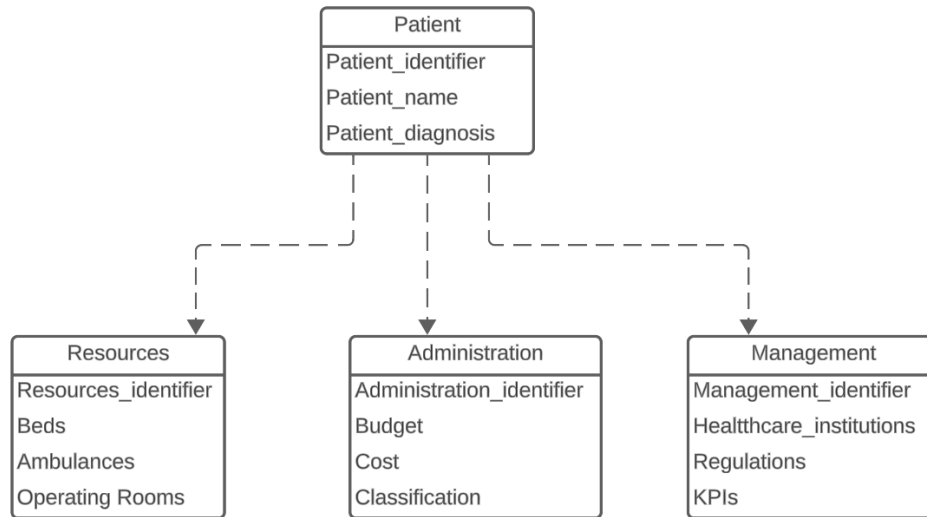 Patient
Patient_identifier
Patient_name
Patient_diagnosis
Resources
Resources_identifier
Beds
Ambulances
Operating Rooms
Administration
Administration_identifier
Budget
Cost
Classification
Management
Management_identifier
Healtthcare_institutions
Regulations
KPIs